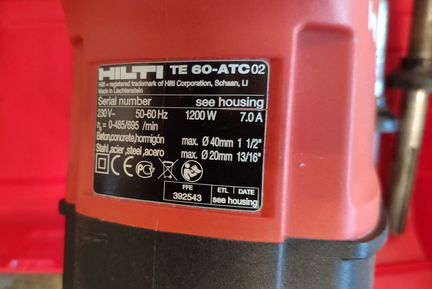 HILTI TE 60-ATC 02
Hilti = registered trademark of Hilti Corporation, Schaan, LI
Made in Liechtenstein
Serial number see housing
230 V~ 50-60 Hz 1200 W 7.0 A
n₀ = 0-485/695 /min
Beton,concrete,hormigón max. Ø 40mm 1 1/2"
Stahl,acier,steel,acero max. Ø 20mm 13/16"
CE
FFE ETL DATE
392543 see housing